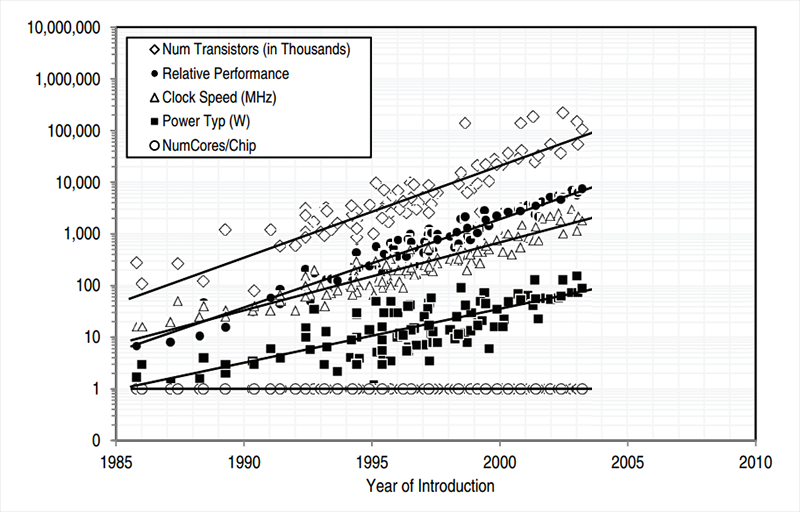 10,000,000
1,000,000
100,000
10,000
1,000
100
10
1
0
Num Transistors (in Thousands)
Relative Performance
Clock Speed (MHz)
Power Typ (W)
NumCores/Chip
1985 1990 1995 2000 2005 2010
Year of Introduction